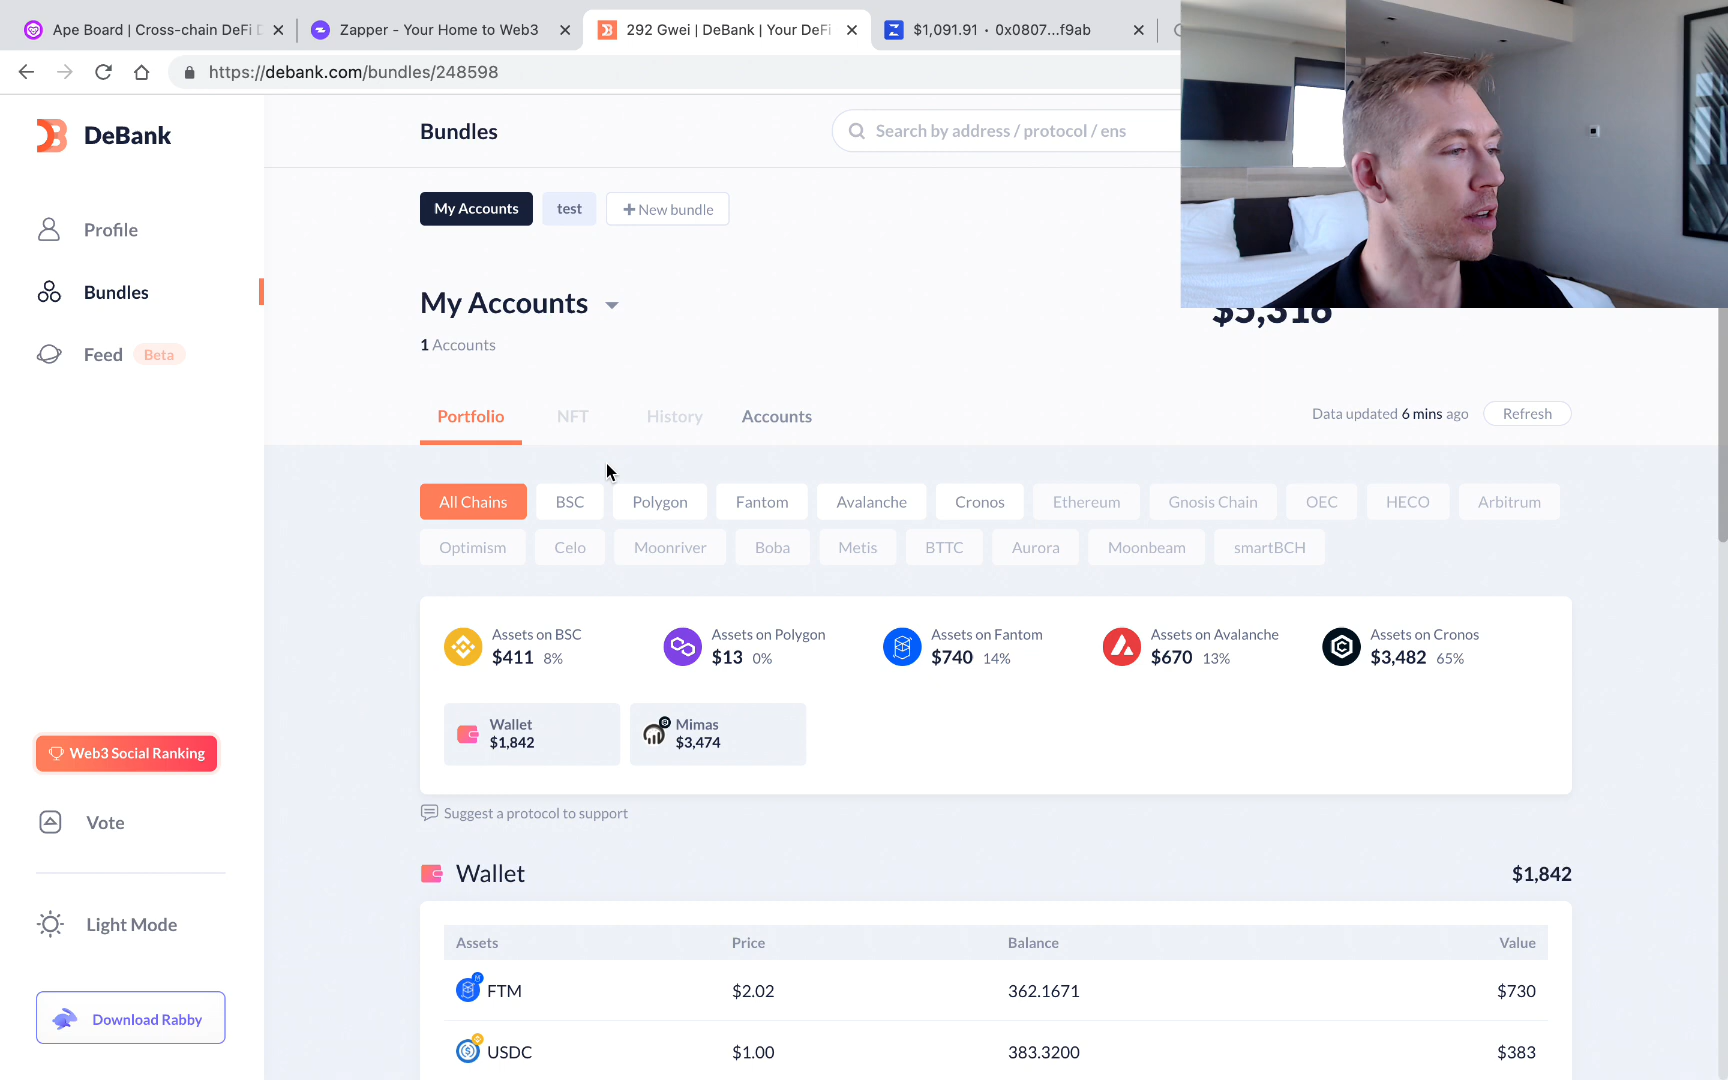 Ape Board | Cross-chain DeFi D
Zapper - Your Home to Web3
292 Gwei | DeBank | Your DeFi
$1,091.91 · 0x0807...f9ab
https://debank.com/bundles/248598
DeBank
Profile
Bundles
Feed Beta
Web3 Social Ranking
Vote
Light Mode
Download Rabby
Bundles
Search by address / protocol / ens
My Accounts test + New bundle
My Accounts
$5,316
1 Accounts
Portfolio NFT History Accounts
Data updated 6 mins ago Refresh
All Chains BSC Polygon Fantom Avalanche Cronos Ethereum Gnosis Chain OEC HECO Arbitrum
Optimism Celo Moonriver Boba Metis BTTC Aurora Moonbeam smartBCH
Assets on BSC
$411 8%
Assets on Polygon
$13 0%
Assets on Fantom
$740 14%
Assets on Avalanche
$670 13%
Assets on Cronos
$3,482 65%
Wallet
$1,842
Mimas
$3,474
Suggest a protocol to support
Wallet $1,842
Assets Price Balance Value
FTM $2.02 362.1671 $730
USDC $1.00 383.3200 $383